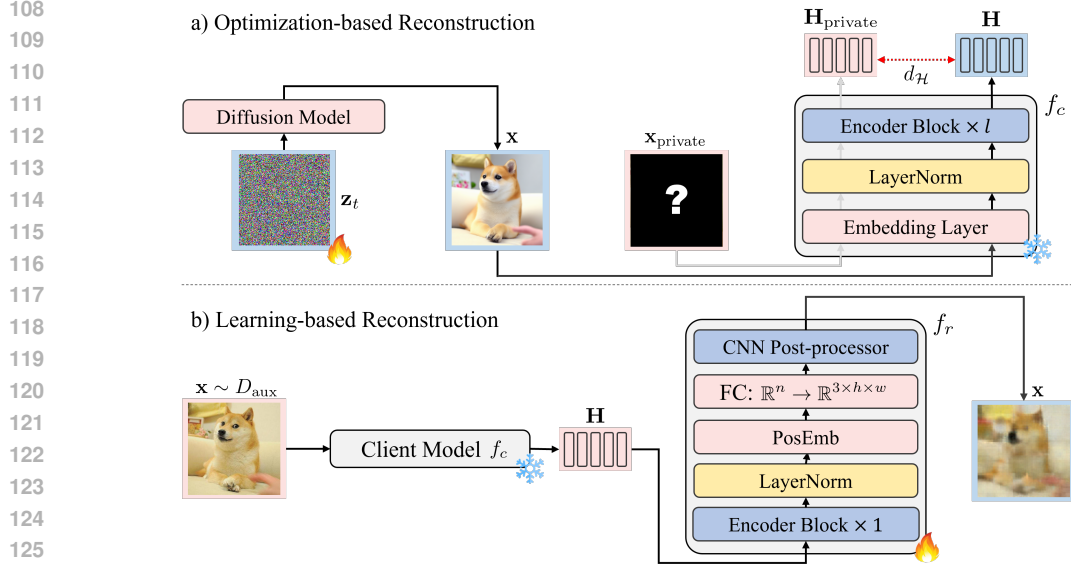 108
109
110
111
112
113
114
115
116
117
118
119
120
121
122
123
124
125
a) Optimization-based Reconstruction
H_private
H
d_ℋ
f_c
Diffusion Model
Encoder Block × l
x
x_private
LayerNorm
z_t
?
Embedding Layer
b) Learning-based Reconstruction
f_r
CNN Post-processor
x ∼ D_aux
FC: ℝ^n → ℝ^{3×h×w}
x
H
PosEmb
Client Model f_c
LayerNorm
Encoder Block × 1